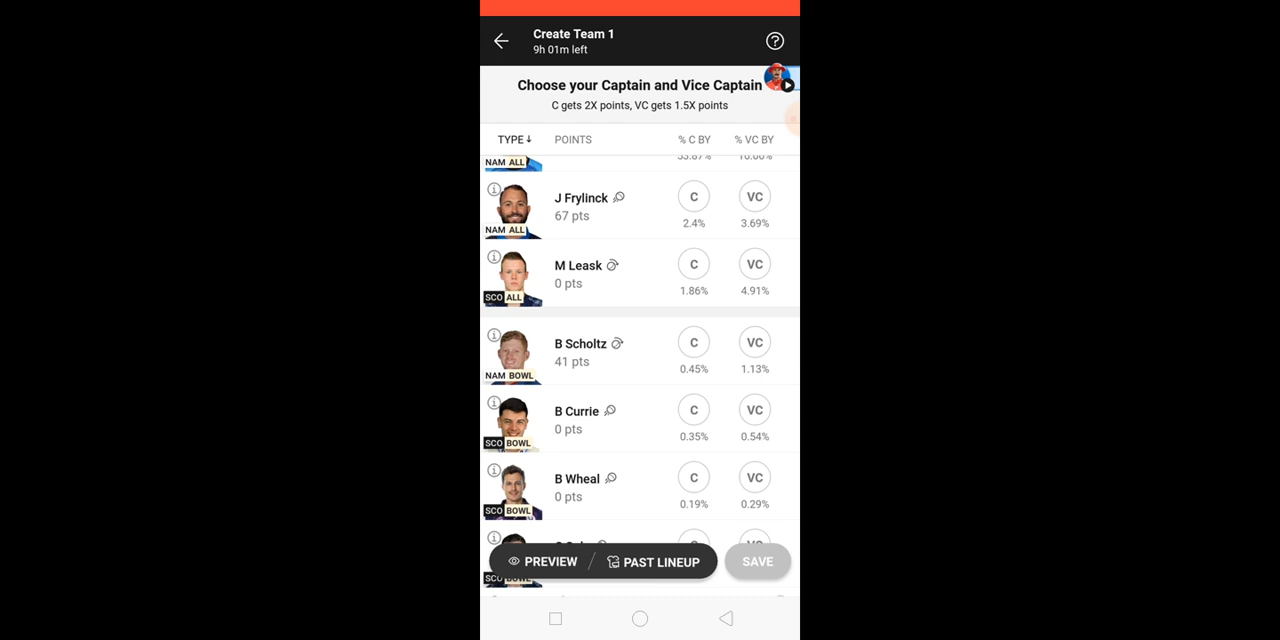 Create Team 1
9h 01m left
Choose your Captain and Vice Captain
C gets 2X points, VC gets 1.5X points
TYPE↓ POINTS % C BY % VC BY
NAM ALL
J Frylinck C VC
67 pts
NAM ALL 2.4% 3.69%
M Leask C VC
0 pts
SCO ALL 1.86% 4.91%
B Scholtz C VC
41 pts
NAM BOWL 0.45% 1.13%
B Currie C VC
0 pts
SCO BOWL 0.35% 0.54%
B Wheal C VC
0 pts
SCO BOWL 0.19% 0.29%
PREVIEW PAST LINEUP SAVE
SCO BOWL